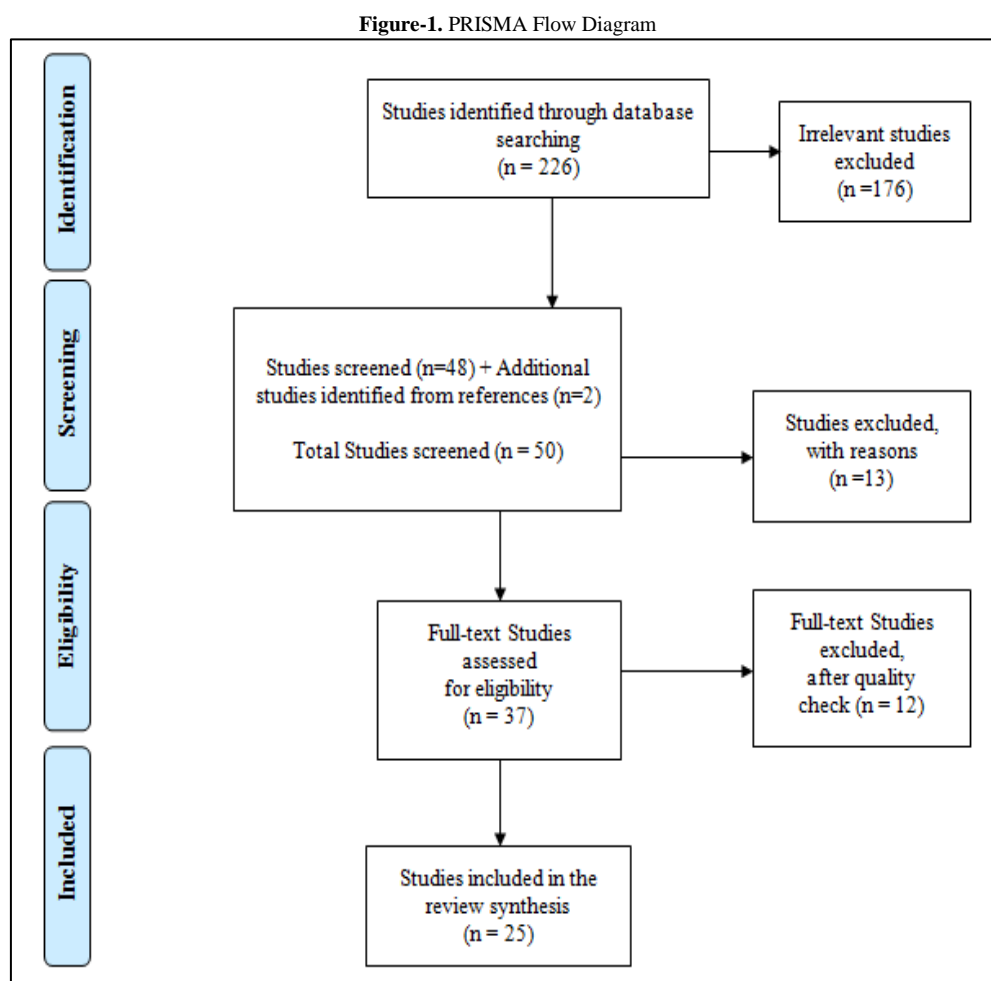 Figure-1. PRISMA Flow Diagram
Identification
Studies identified through database
searching
(n = 226)
Irrelevant studies
excluded
(n =176)
Screening
Studies screened (n=48) + Additional
studies identified from references (n=2)
Total Studies screened (n = 50)
Studies excluded,
with reasons
(n =13)
Eligibility
Full-text Studies
assessed
for eligibility
(n = 37)
Full-text Studies
excluded,
after quality
check (n = 12)
Included
Studies included in the
review synthesis
(n = 25)